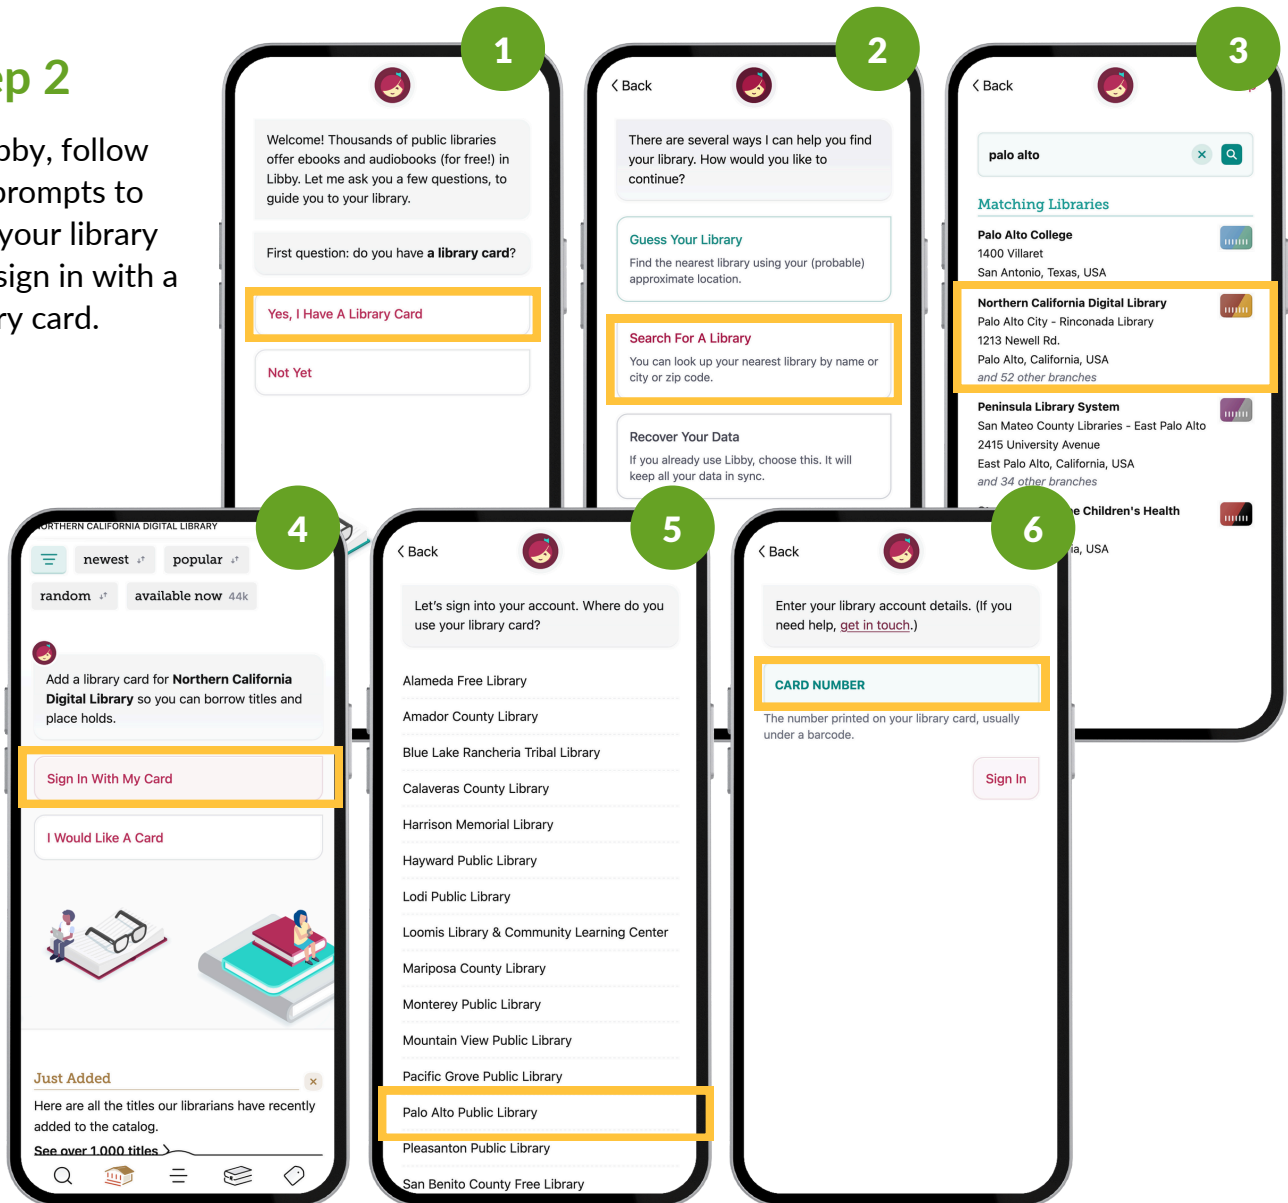 ep 2
bby, follow
prompts to
your library
sign in with a
ry card.
1
Welcome! Thousands of public libraries
offer ebooks and audiobooks (for free!) in
Libby. Let me ask you a few questions, to
guide you to your library.
First question: do you have a library card?
Yes, I Have A Library Card
Not Yet
2
Back
There are several ways I can help you find
your library. How would you like to
continue?
Guess Your Library
Find the nearest library using your (probable)
approximate location.
Search For A Library
You can look up your nearest library by name or
city or zip code.
Recover Your Data
If you already use Libby, choose this. It will
keep all your data in sync.
3
Back
palo alto
Matching Libraries
Palo Alto College
1400 Villaret
San Antonio, Texas, USA
Northern California Digital Library
Palo Alto City - Rinconada Library
1213 Newell Rd.
Palo Alto, California, USA
and 52 other branches
Peninsula Library System
San Mateo County Libraries - East Palo Alto
2415 University Avenue
East Palo Alto, California, USA
and 34 other branches
e Children's Health
ia, USA
4
NORTHERN CALIFORNIA DIGITAL LIBRARY
newest popular
random available now 44k
Add a library card for Northern California
Digital Library so you can borrow titles and
place holds.
Sign In With My Card
I Would Like A Card
Just Added
Here are all the titles our librarians have recently
added to the catalog.
See over 1,000 titles
5
Back
Let's sign into your account. Where do you
use your library card?
Alameda Free Library
Amador County Library
Blue Lake Rancheria Tribal Library
Calaveras County Library
Harrison Memorial Library
Hayward Public Library
Lodi Public Library
Loomis Library & Community Learning Center
Mariposa County Library
Monterey Public Library
Mountain View Public Library
Pacific Grove Public Library
Palo Alto Public Library
Pleasanton Public Library
San Benito County Free Library
6
Back
Enter your library account details. (If you
need help, get in touch.)
CARD NUMBER
The number printed on your library card, usually
under a barcode.
Sign In